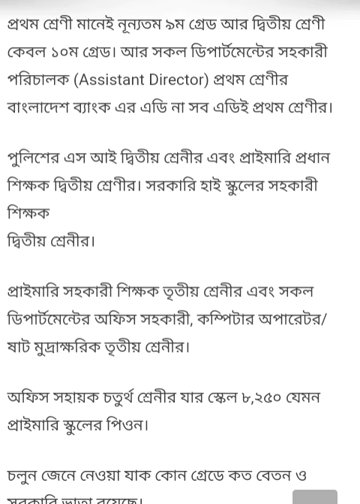 প্রথম শ্রেণী মানেই নূন্যতম ৯ম গ্রেড আর দ্বিতীয় শ্রেণী
কেবল ১০ম গ্রেড। আর সকল ডিপার্টমেন্টের সহকারী
পরিচালক (Assistant Director) প্রথম শ্রেণীর
বাংলাদেশ ব্যাংক এর এডি না সব এডিই প্রথম শ্রেণীর।
পুলিশের এস আই দ্বিতীয় শ্রেনীর এবং প্রাইমারি প্রধান
শিক্ষক দ্বিতীয় শ্রেণীর। সরকারি হাই স্কুলের সহকারী
শিক্ষক
দ্বিতীয় শ্রেনীর।
প্রাইমারি সহকারী শিক্ষক তৃতীয় শ্রেনীর এবং সকল
ডিপার্টমেন্টের অফিস সহকারী, কম্পিটার অপারেটর/
ষাট মুদ্রাক্ষরিক তৃতীয় শ্রেনীর।
অফিস সহায়ক চতুর্থ শ্রেনীর যার স্কেল ৮,২৫০ যেমন
প্রাইমারি স্কুলের পিওন।
চলুন জেনে নেওয়া যাক কোন গ্রেডে কত বেতন ও
সরকারি ভাতা রয়েছে।